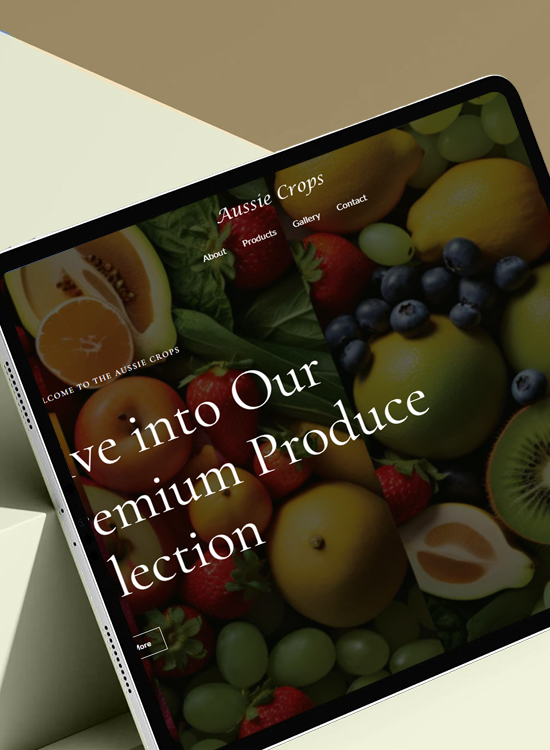 Aussie Crops
About Products Gallery Contact
LCOME TO THE AUSSIE CROPS
ve into Our
emium Produce
lection
More